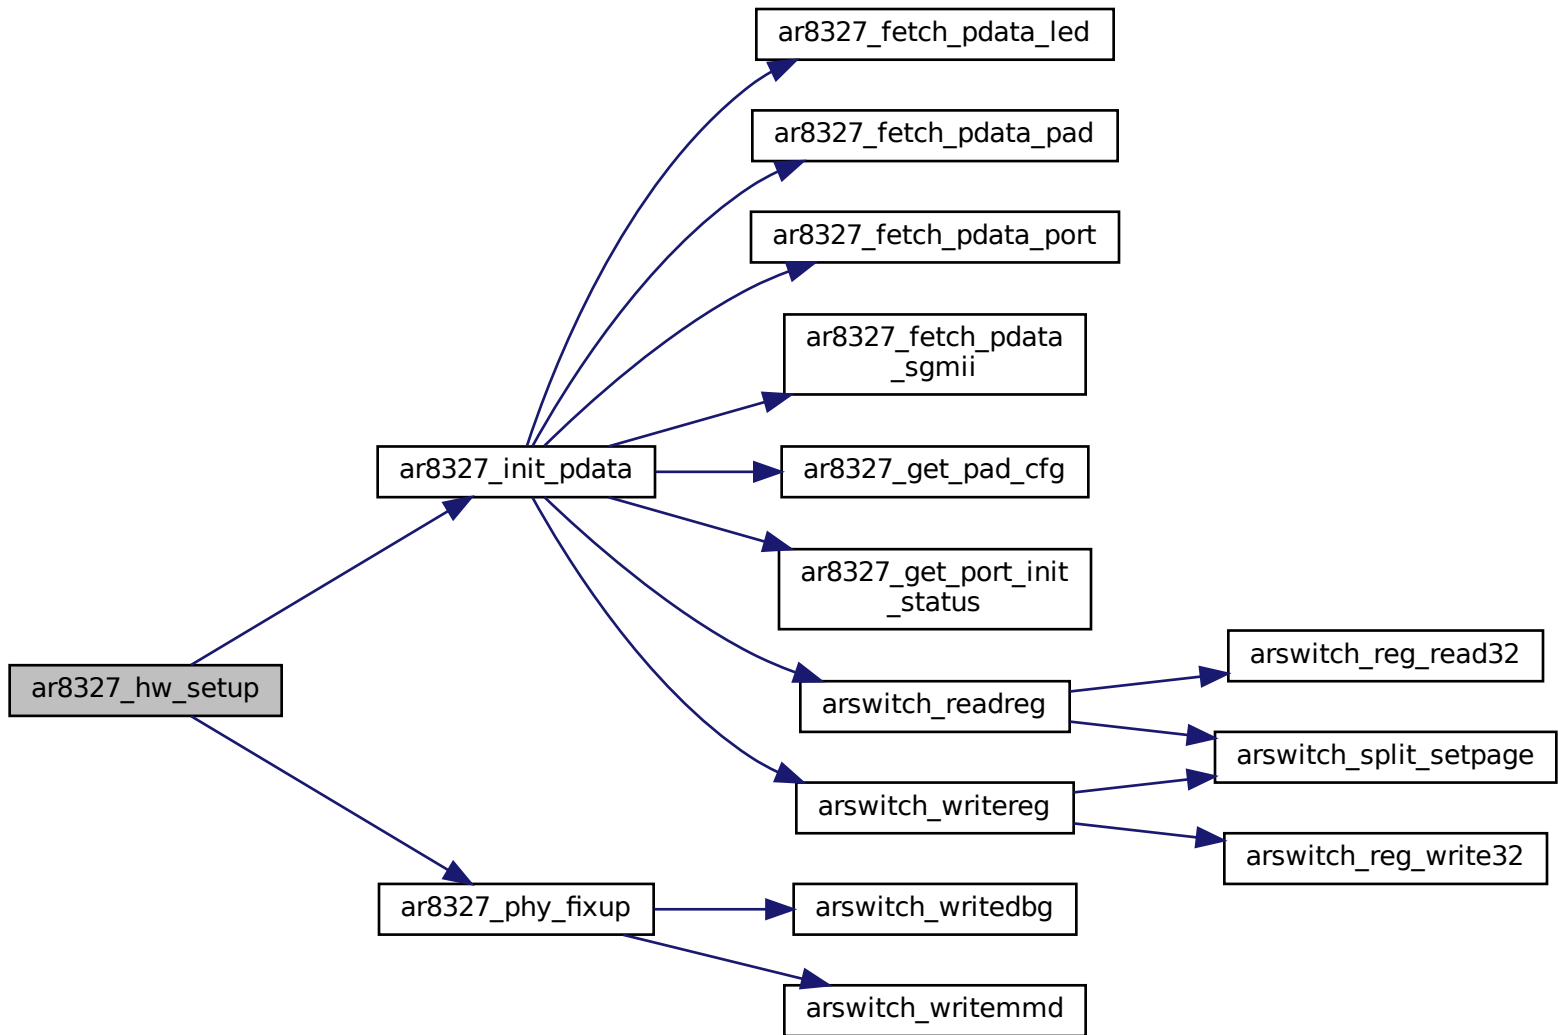 ar8327_fetch_pdata_led
ar8327_fetch_pdata_pad
ar8327_fetch_pdata_port
ar8327_fetch_pdata
_sgmii
ar8327_init_pdata
ar8327_get_pad_cfg
ar8327_get_port_init
_status
arswitch_reg_read32
ar8327_hw_setup
arswitch_readreg
arswitch_split_setpage
arswitch_writereg
arswitch_reg_write32
ar8327_phy_fixup
arswitch_writedbg
arswitch_writemmd